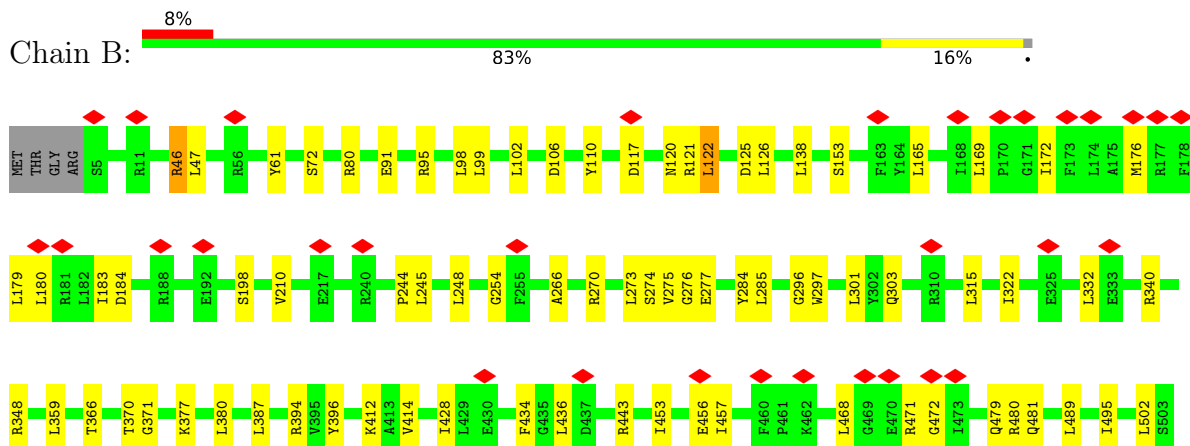 8%
Chain B:
83% 16% •
MET THR GLY ARG S5 R11 R46 L47 R56 Y61 S72 R80 E91 R95 L98 L99 L102 D106 Y110 D117 N120 R121 L122 D125 L126 L138 S153 F163 Y164 L165 I168 L169 P170 G171 I172 F173 L174 A175 M176 R177 F178
L179 L180 R181 L182 I183 D184 R188 E192 S198 V210 E217 R240 P244 L245 L248 G254 F255 A266 R270 L273 S274 V275 G276 E277 Y284 L285 G296 W297 L301 Y302 Q303 R310 L315 I322 E325 L332 E333 R340
R348 L359 T366 T370 G371 K377 L380 L387 R394 V395 Y396 K412 A413 V414 I428 L429 E430 F434 G435 L436 D437 R443 I453 E456 I457 F460 P461 K462 L468 G469 E470 R471 G472 I473 Q479 R480 Q481 L489 I495 L502 S503